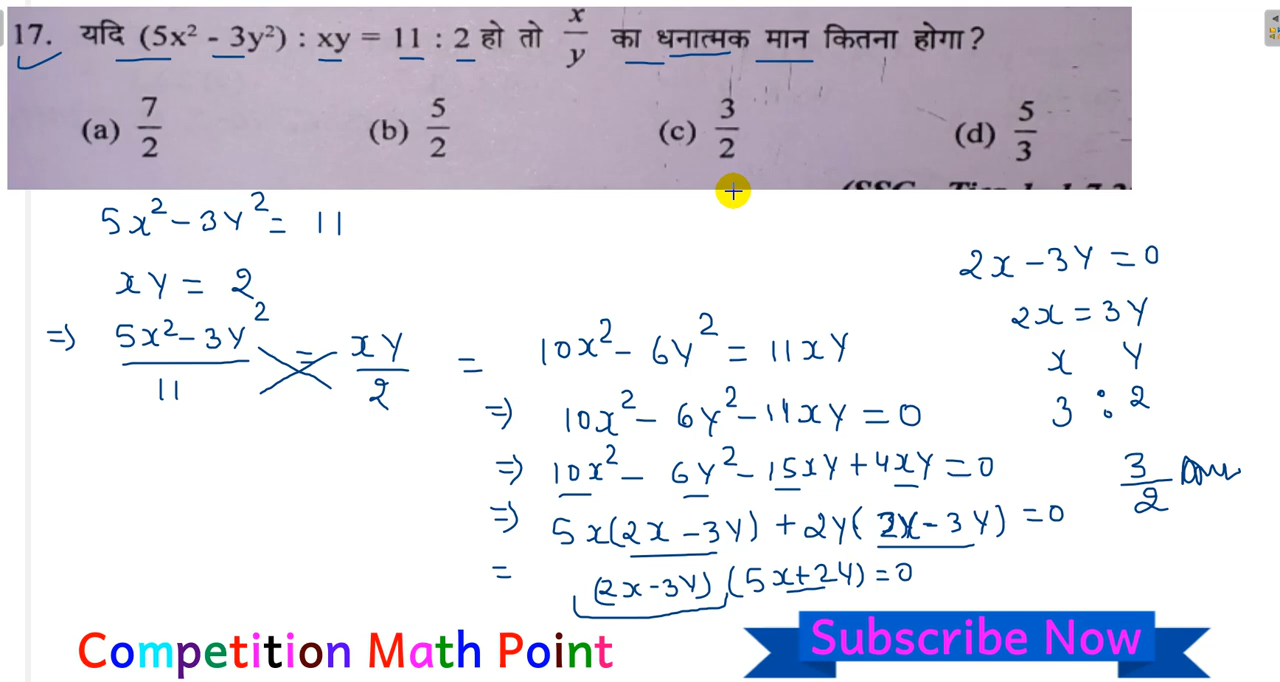 17. यदि (5x² - 3y²) : xy = 11 : 2 हो तो x/y का धनात्मक मान कितना होगा ?
(a) 7/2 (b) 5/2 (c) 3/2 (d) 5/3
5x² - 3y² = 11
xy = 2
=> (5x² - 3y²)/11 = xy/2 = 10x² - 6y² = 11xy
=> 10x² - 6y² - 11xy = 0
=> 10x² - 6y² - 15xy + 4xy = 0
=> 5x(2x - 3y) + 2y(2x - 3y) = 0
= (2x - 3y) (5x + 2y) = 0
2x - 3y = 0
2x = 3y
x y
3 : 2
3/2 Ans
Competition Math Point
Subscribe Now